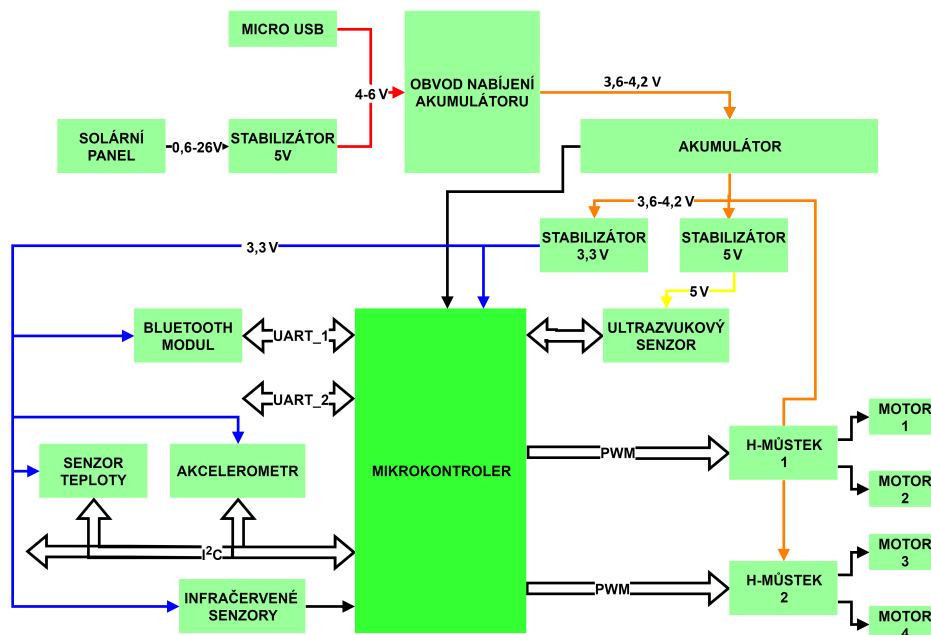 MICRO USB
OBVOD NABÍJENÍ
AKUMULÁTORU
3,6-4,2 V
4-6 V
SOLÁRNÍ
PANEL
0,6-26V
STABILIZÁTOR
5V
AKUMULÁTOR
3,6-4,2 V
STABILIZÁTOR
3,3 V
STABILIZÁTOR
5 V
3,3 V
5 V
BLUETOOTH
MODUL
UART_1
ULTRAZVUKOVÝ
SENZOR
UART_2
MOTOR
1
SENZOR
TEPLOTY
AKCELEROMETR
MIKROKONTROLER
PWM
H-MŮSTEK
1
MOTOR
2
I²C
MOTOR
3
INFRAČERVENÉ
SENZORY
PWM
H-MŮSTEK
2
MOTOR
4